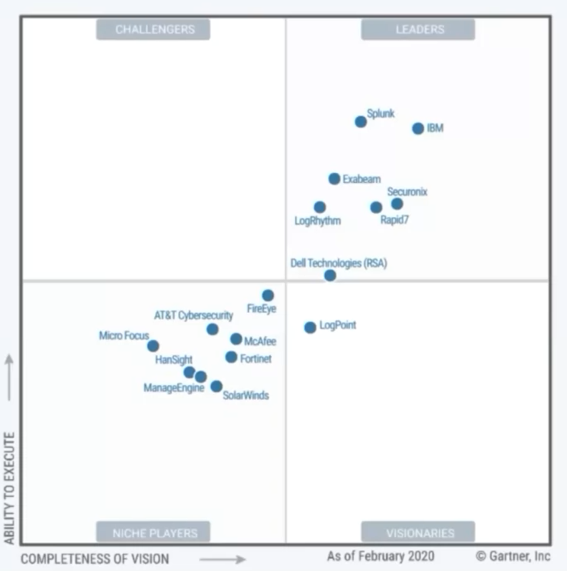 CHALLENGERS
LEADERS
Splunk
IBM
Exabeam
Securonix
LogRhythm
Rapid7
Dell Technologies (RSA)
FireEye
AT&T Cybersecurity
LogPoint
Micro Focus
McAfee
HanSight
Fortinet
ManageEngine
SolarWinds
ABILITY TO EXECUTE
NICHE PLAYERS
VISIONARIES
COMPLETENESS OF VISION
As of February 2020
© Gartner, Inc